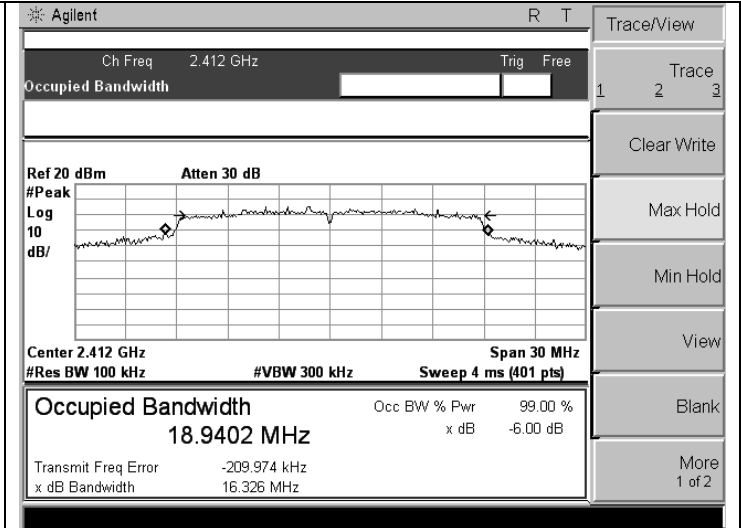 Agilent R T
Ch Freq 2.412 GHz Trig Free
Occupied Bandwidth
Ref 20 dBm Atten 30 dB
#Peak
Log
10
dB/
Center 2.412 GHz Span 30 MHz
#Res BW 100 kHz #VBW 300 kHz Sweep 4 ms (401 pts)
Occupied Bandwidth Occ BW % Pwr 99.00 %
18.9402 MHz x dB -6.00 dB
Transmit Freq Error -209.974 kHz
x dB Bandwidth 16.326 MHz
Trace/View
Trace
1 2 3
Clear Write
Max Hold
Min Hold
View
Blank
More
1 of 2